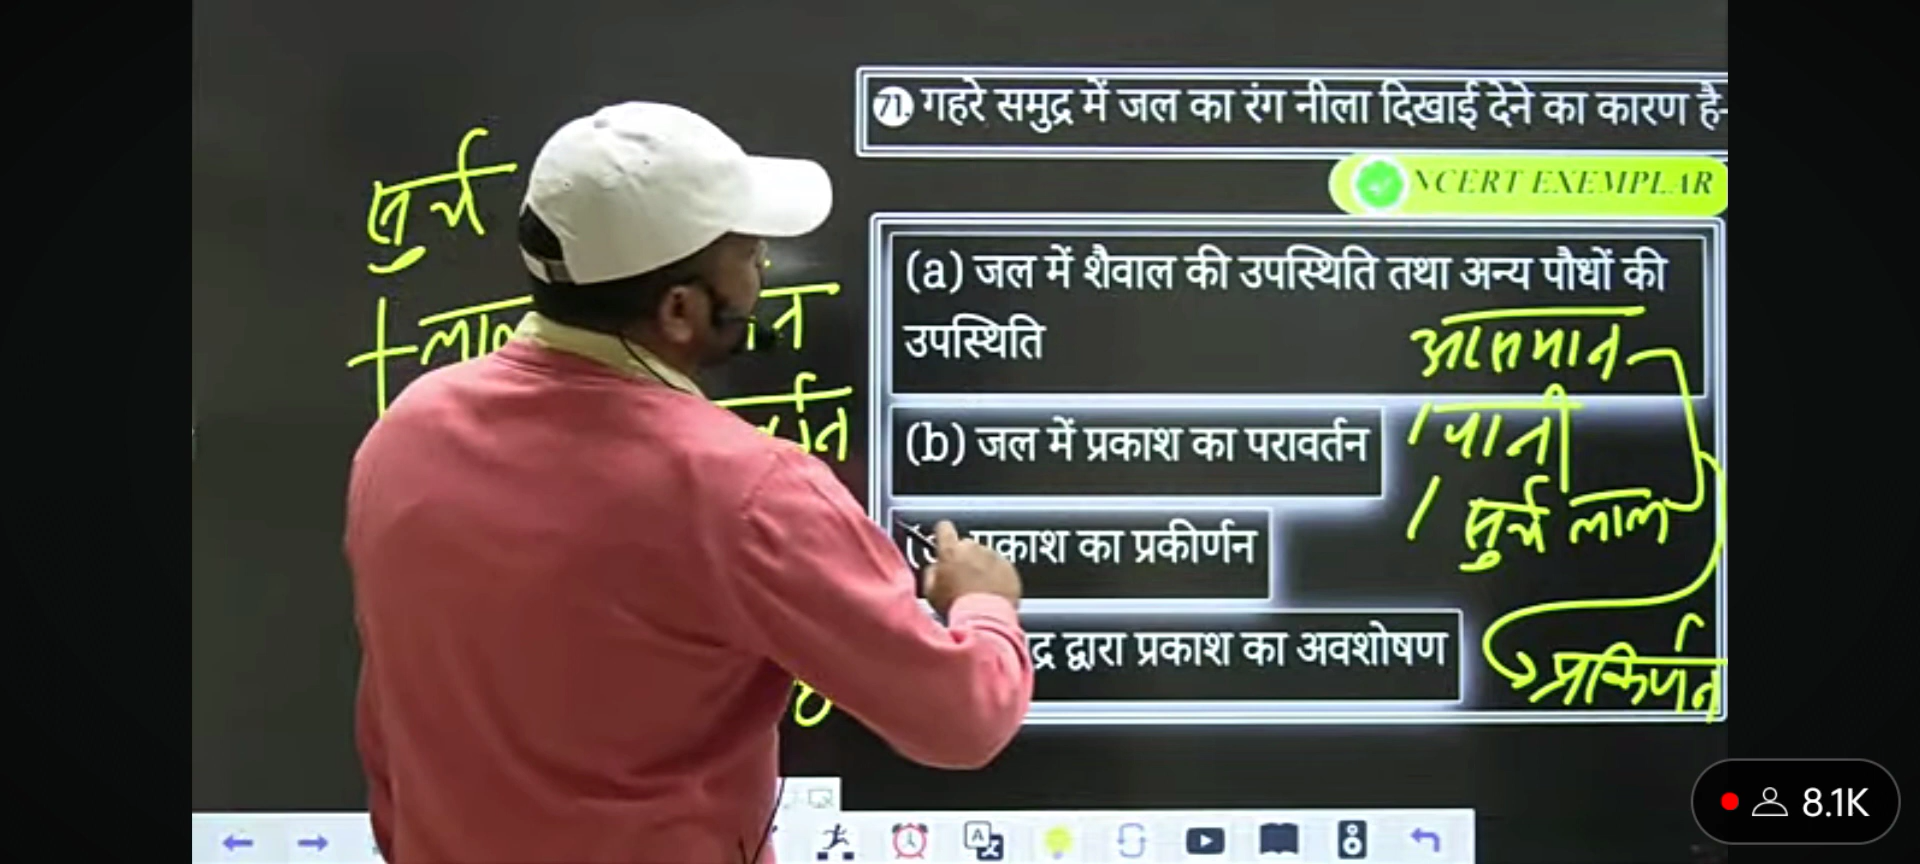 71. गहरे समुद्र में जल का रंग नीला दिखाई देने का कारण है-
NCERT EXEMPLAR
(a) जल में शैवाल की उपस्थिति तथा अन्य पौधों की
उपस्थिति
(b) जल में प्रकाश का परावर्तन
प्रकाश का प्रकीर्णन
द्वारा प्रकाश का अवशोषण
आसमान
पानी
सुर्य लाल
प्रकिर्णन
सुर्य
8.1K